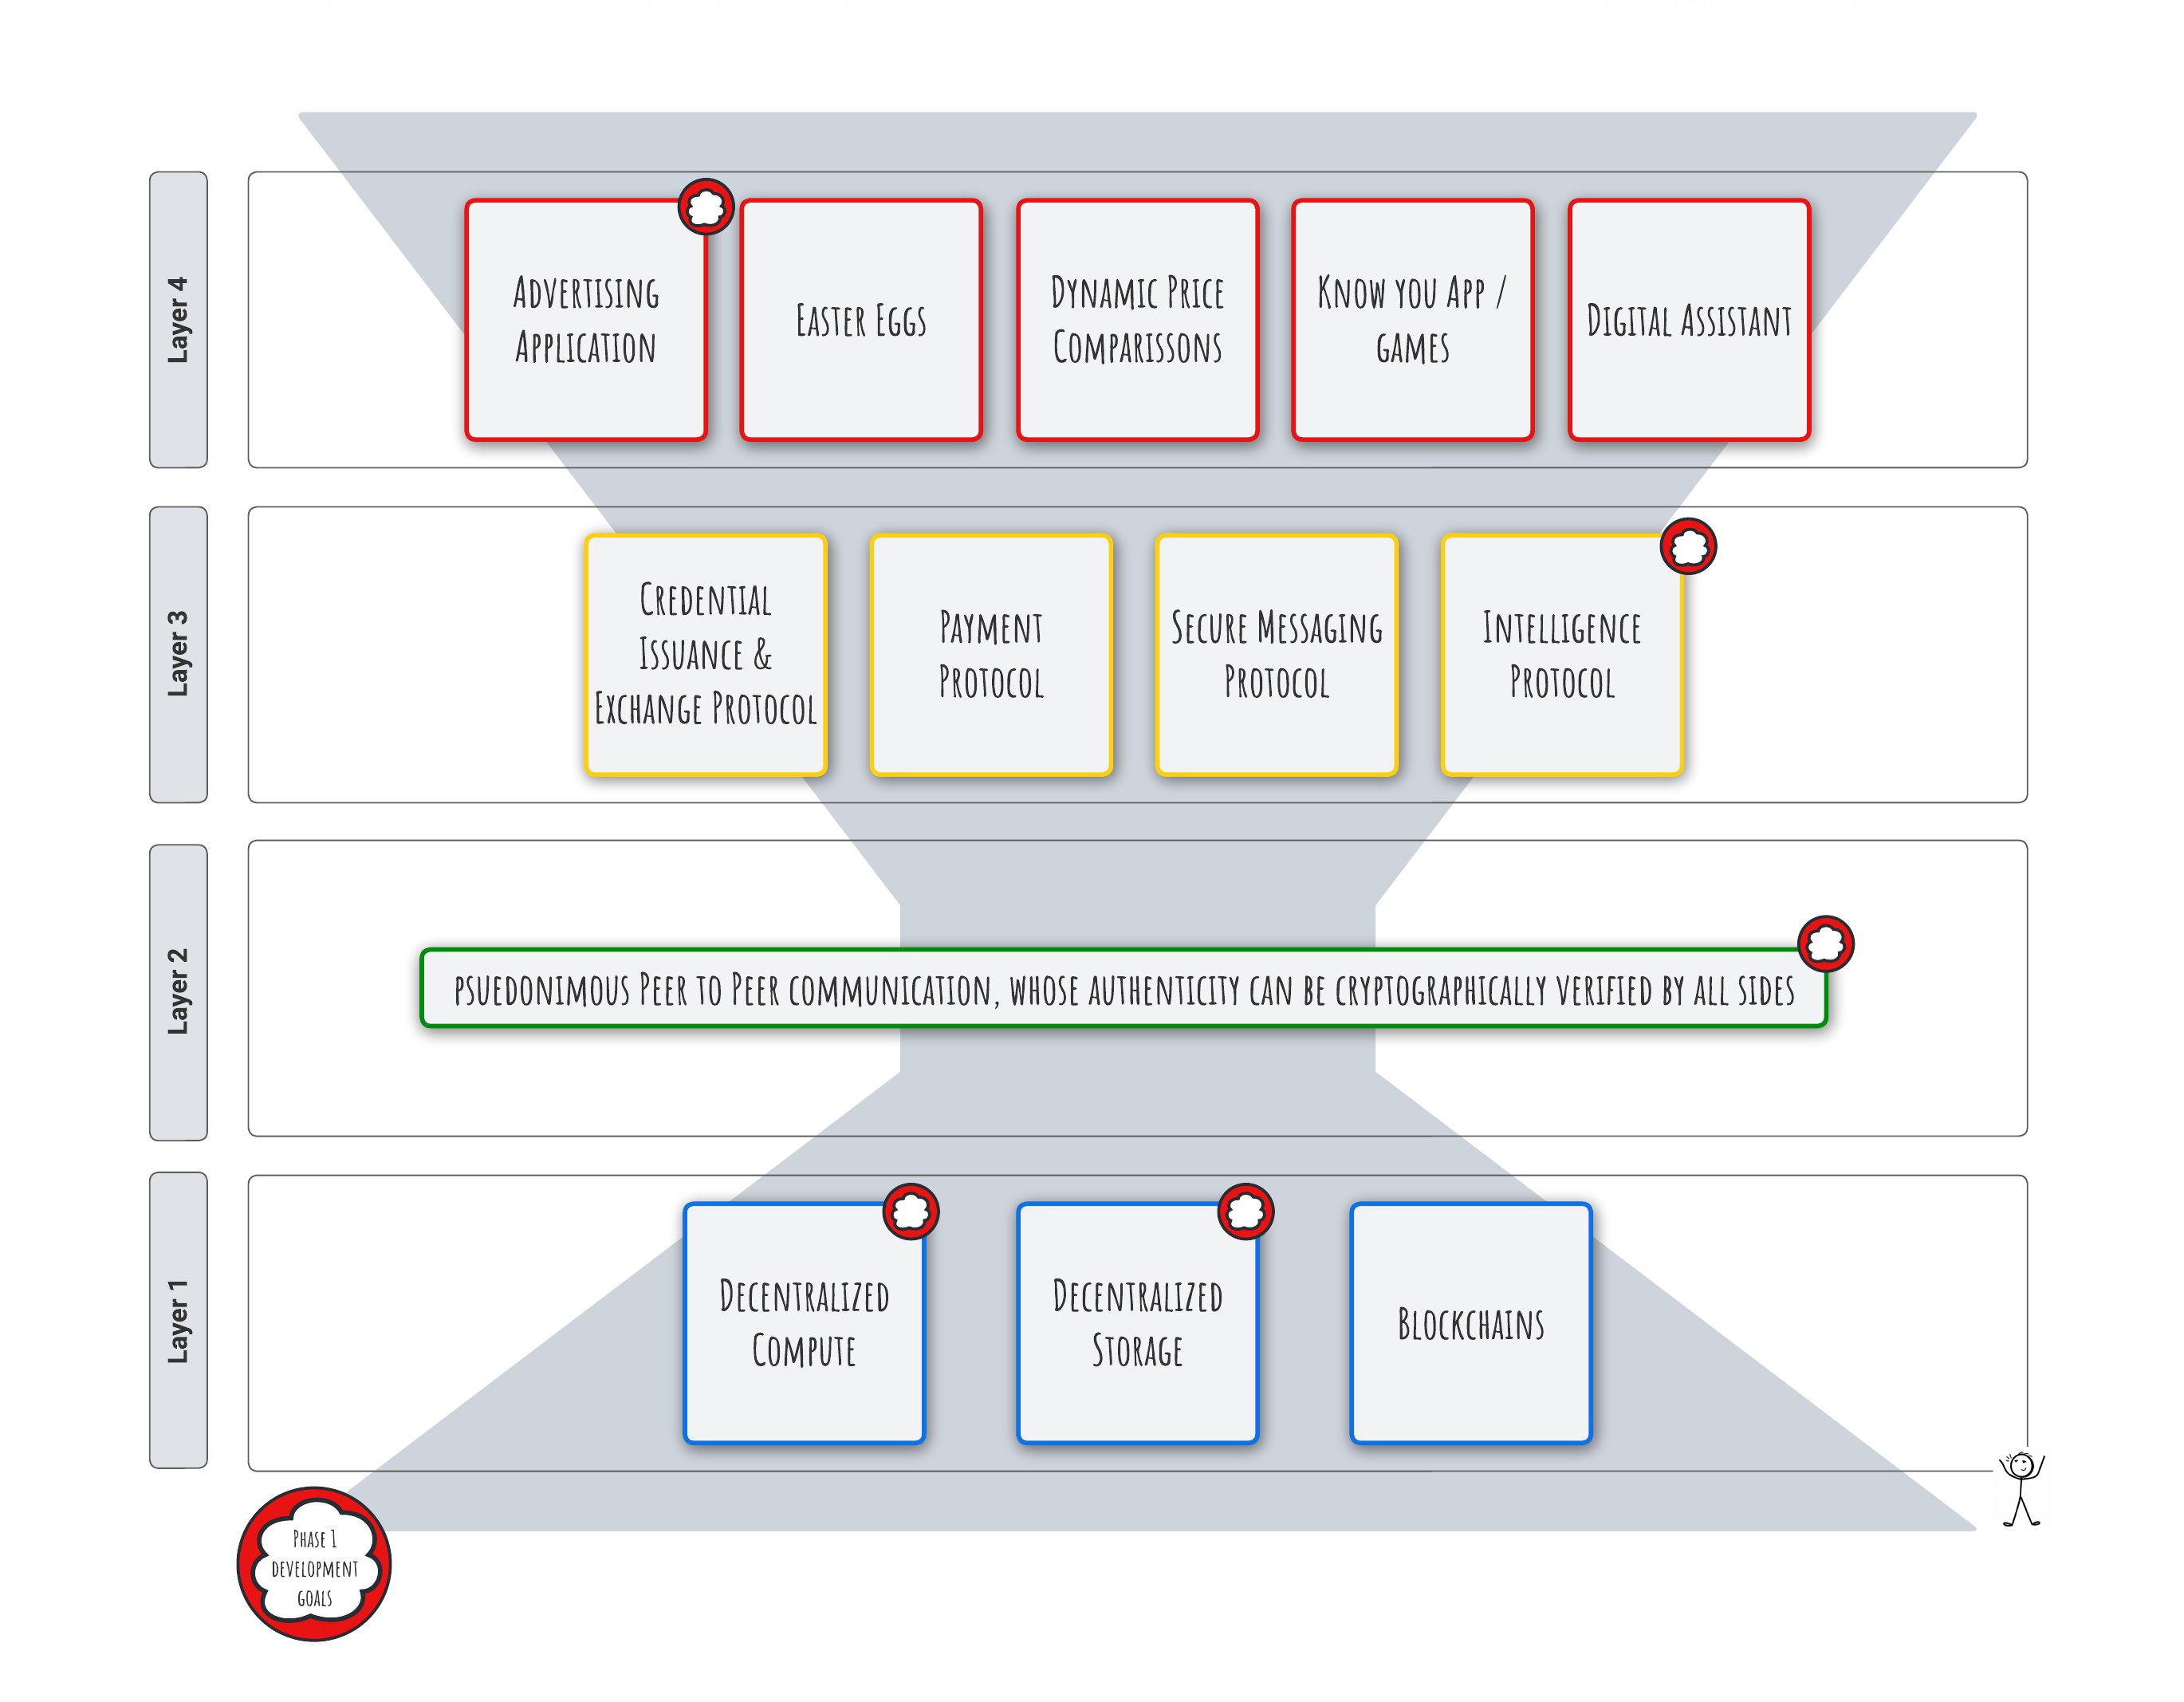 Layer 4
Advertising
Application
Easter Eggs
Dynamic Price
Comparissons
Know you App /
games
Digital Assistant
Layer 3
Credential
Issuance &
Exchange Protocol
Payment
Protocol
Secure Messaging
Protocol
Intelligence
Protocol
Layer 2
psuedonimous Peer to Peer communication, whose authenticity can be cryptographically verified by all sides
Layer 1
Decentralized
Compute
Decentralized
Storage
Blockchains
Phase 1
development
goals